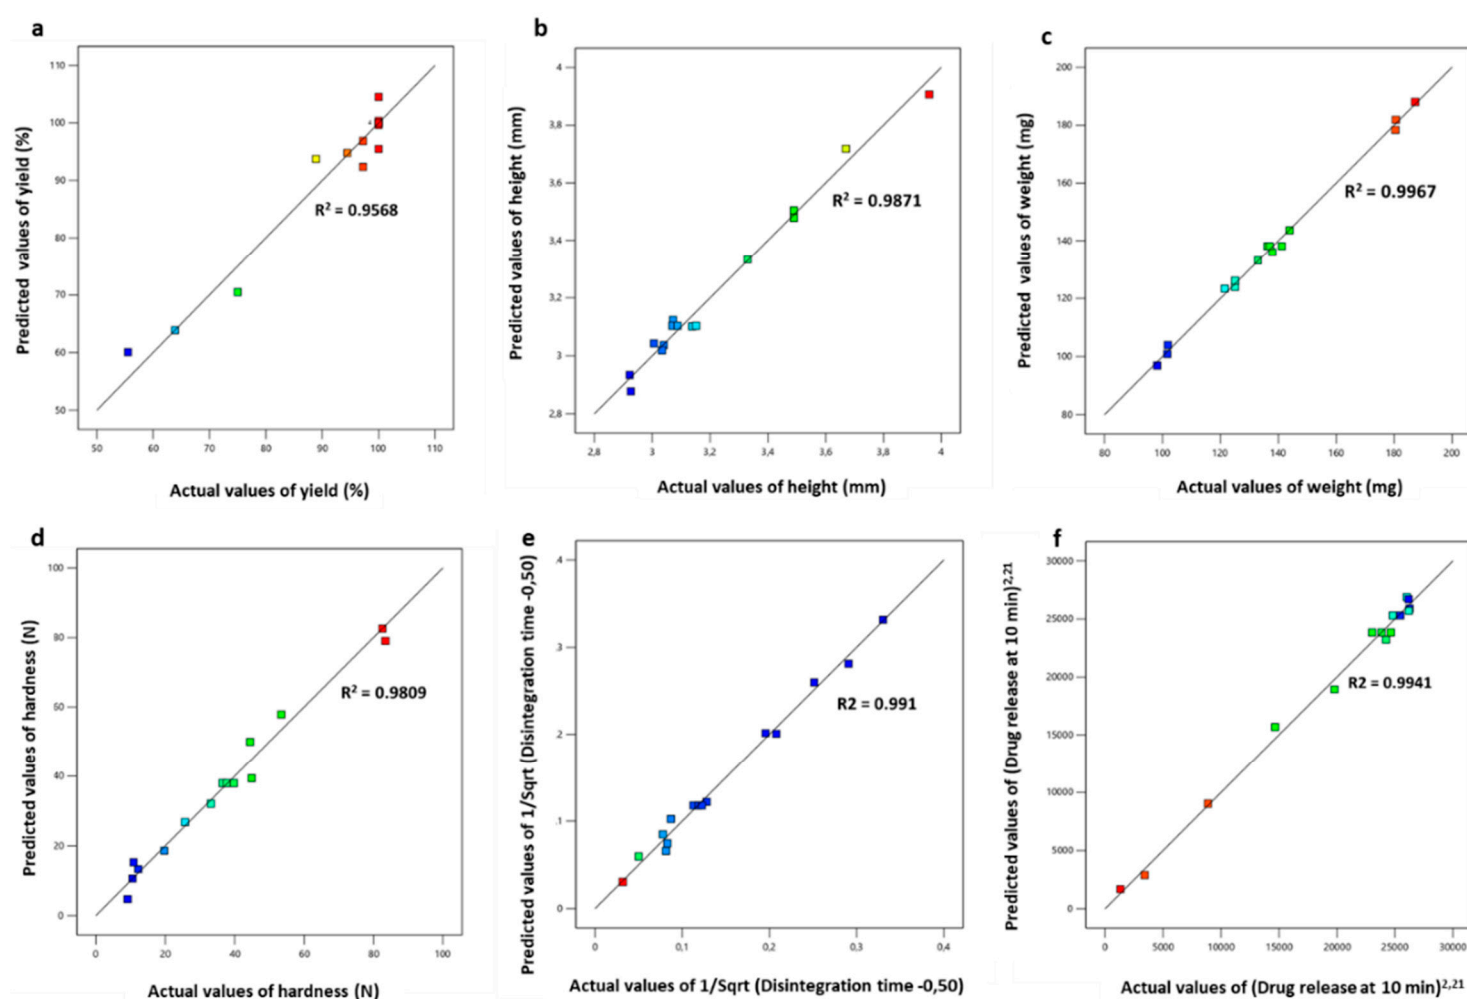 a
Predicted values of yield (%)
110
100
90
80
70
60
50
4
R² = 0.9568
50 60 70 80 90 100 110
Actual values of yield (%)
b
Predicted values of height (mm)
4
3,8
3,6
3,4
3,2
3
2,8
R² = 0.9871
2,8 3 3,2 3,4 3,6 3,8 4
Actual values of height (mm)
c
Predicted values of weight (mg)
200
180
160
140
120
100
80
R² = 0.9967
80 100 120 140 160 180 200
Actual values of weight (mg)
d
Predicted values of hardness (N)
100
80
60
40
20
0
R² = 0.9809
0 20 40 60 80 100
Actual values of hardness (N)
e
Predicted values of 1/Sqrt (Disintegration time -0,50)
,4
,3
,2
,1
0
R2 = 0.991
0 0,1 0,2 0,3 0,4
Actual values of 1/Sqrt (Disintegration time -0,50)
f
Predicted values of (Drug release at 10 min)²,²¹
30000
25000
20000
15000
10000
5000
0
R2 = 0.9941
0 5000 10000 15000 20000 25000 30000
Actual values of (Drug release at 10 min)²,²¹